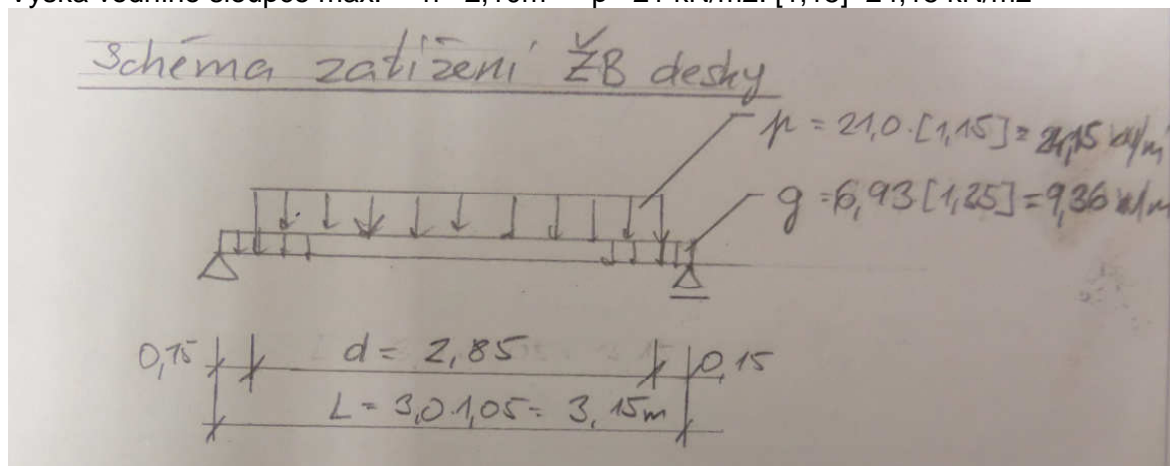 Výška vodního sloupce max. h=2,10m p=21 kN/m2.[1,15]=24,15 kN/m2
Schéma zatížení ŽB desky
p = 21,0·[1,15] = 24,15 kN/m
g = 6,93[1,35] = 9,36 kN/m
0,15 d = 2,85 0,15
L = 3,0·1,05 = 3,15m